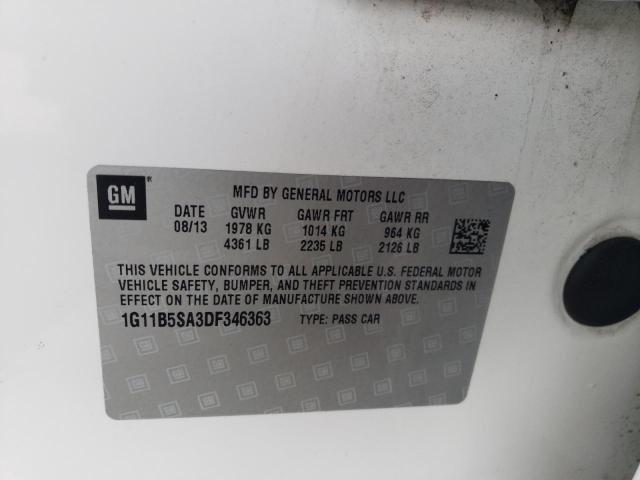 GM
MFD BY GENERAL MOTORS LLC
DATE GVWR GAWR FRT GAWR RR
08/13 1978 KG 1014 KG 964 KG
4361 LB 2235 LB 2126 LB
THIS VEHICLE CONFORMS TO ALL APPLICABLE U.S. FEDERAL MOTOR
VEHICLE SAFETY, BUMPER, AND THEFT PREVENTION STANDARDS IN
EFFECT ON THE DATE OF MANUFACTURE SHOWN ABOVE.
1G11B5SA3DF346363 TYPE: PASS CAR